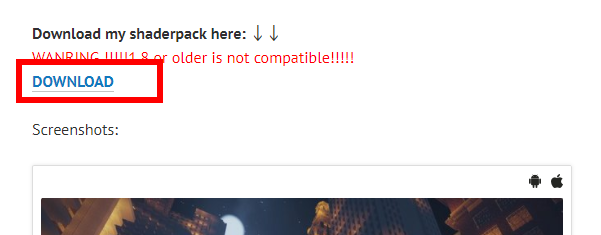 Download my shaderpack here: ↓↓
WANRING !!!!!!1.8 or older is not compatible!!!!!
DOWNLOAD
Screenshots: